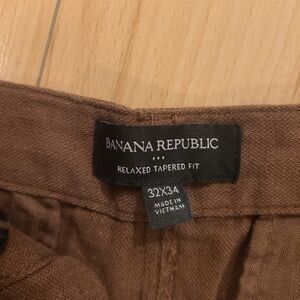 BANANA REPUBLIC
RELAXED TAPERED FIT
32X34
MADE IN
VIETNAM